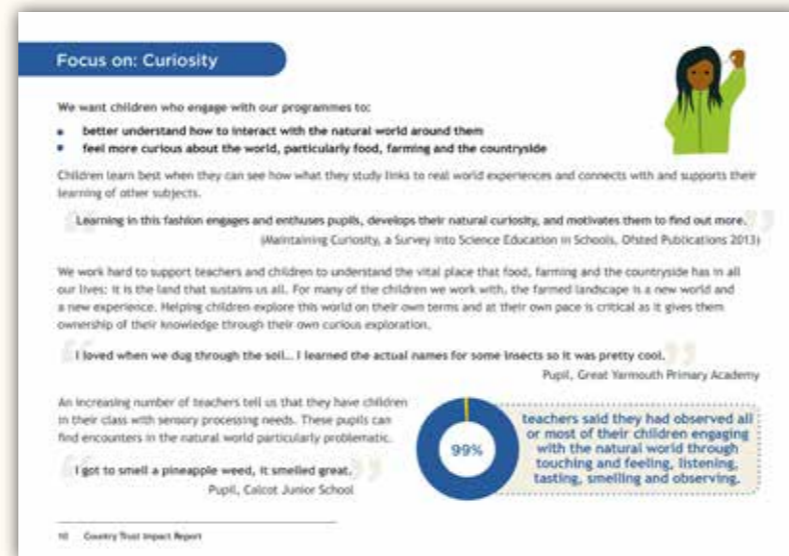 Focus on: Curiosity
We want children who engage with our programmes to:
• better understand how to interact with the natural world around them
• feel more curious about the world, particularly food, farming and the countryside
Children learn best when they can see how what they study links to real world experiences and connects with and supports their
learning of other subjects.
“Learning in this fashion engages and enthuses pupils, develops their natural curiosity, and motivates them to find out more.”
(Maintaining Curiosity, a Survey into Science Education in Schools, Ofsted Publications 2013)
We work hard to support teachers and children to understand the vital place that food, farming and the countryside has in all
our lives: it is the land that sustains us all. For many of the children we work with, the farmed landscape is a new world and
a new experience. Helping children explore this world on their own terms and at their own pace is critical as it gives them
ownership of their knowledge through their own curious exploration.
“I loved when we dug through the soil... I learned the actual names for some insects so it was pretty cool.”
Pupil, Great Yarmouth Primary Academy
An increasing number of teachers tell us that they have children
in their class with sensory processing needs. These pupils can
find encounters in the natural world particularly problematic.
“I got to smell a pineapple weed, it smelled great.”
Pupil, Calcot Junior School
99%
teachers said they had observed all
or most of their children engaging
with the natural world through
touching and feeling, listening,
tasting, smelling and observing.
10 Country Trust Impact Report